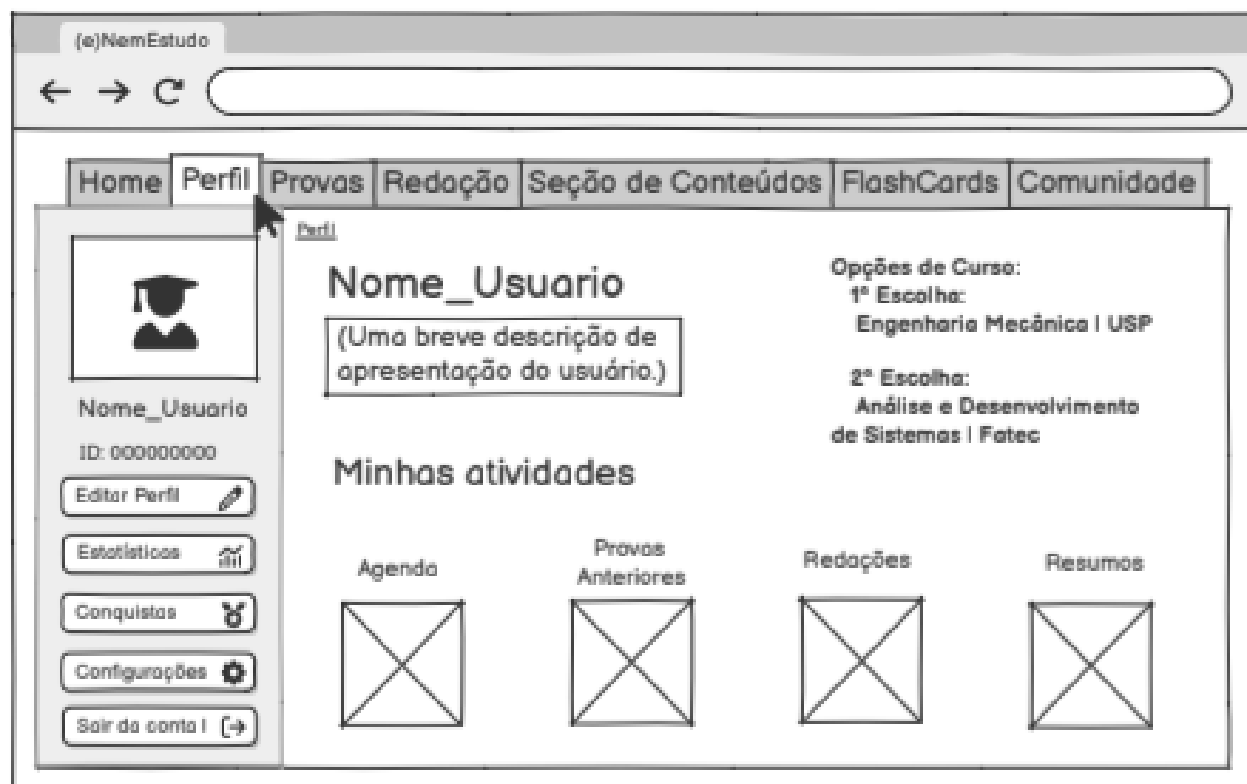 (e)NemEstudo
Home Perfil Provas Redação Seção de Conteúdos FlashCards Comunidade
Nome_Usuario
ID: 000000000
Editar Perfil
Estatísticas
Conquistas
Configurações
Sair da conta |
Perfil
Nome_Usuario
(Uma breve descrição de
apresentação do usuário.)
Opções de Curso:
1ª Escolha:
Engenharia Mecânica | USP
2ª Escolha:
Análise e Desenvolvimento
de Sistemas | Fatec
Minhas atividades
Agenda
Provas
Anteriores
Redações
Resumos